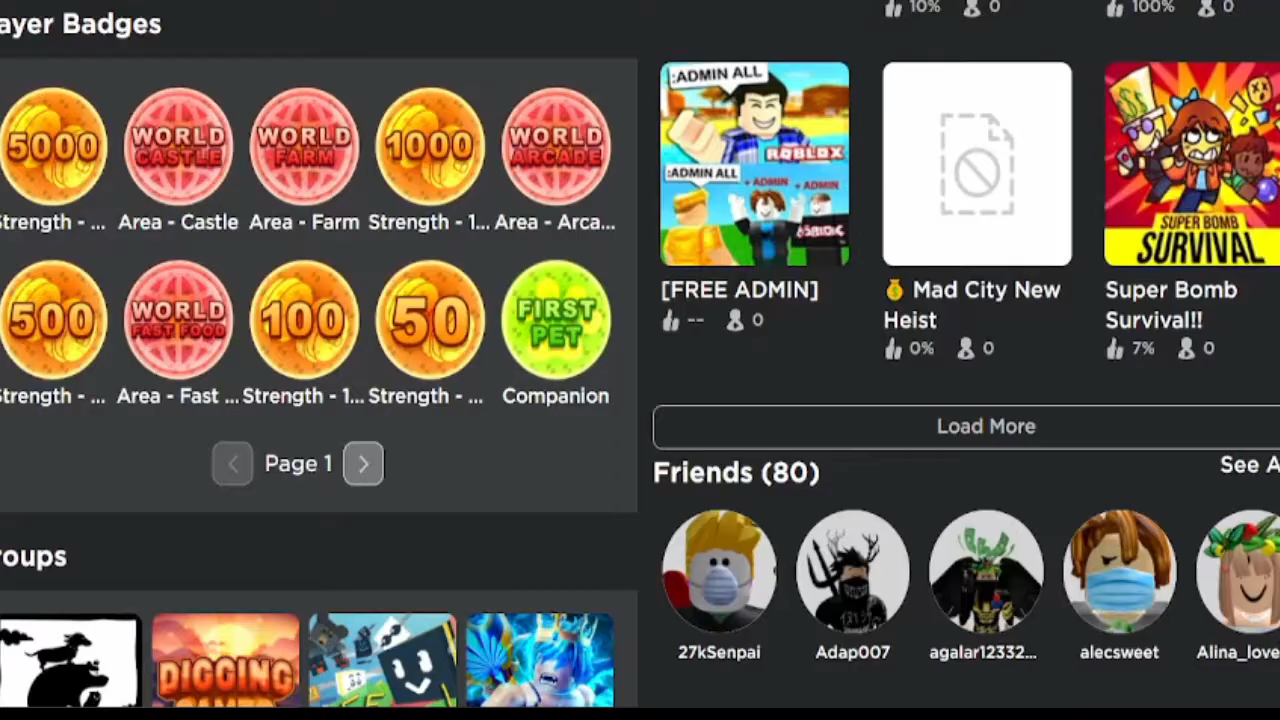 ayer Badges
5000
WORLD CASTLE
WORLD FARM
1000
WORLD ARCADE
Strength - ...
Area - Castle
Area - Farm
Strength - 1...
Area - Arca...
500
WORLD FAST FOOD
100
50
FIRST PET
Strength - ...
Area - Fast ...
Strength - 1...
Strength - ...
Companion
Page 1
roups
DIGGING
10%
0
100%
0
:ADMIN ALL
ROBLOX
:ADMIN ALL
+ ADMIN
+ ADMIN
SUPER BOMB
SURVIVAL
[FREE ADMIN]
--
0
Mad City New
Heist
0%
0
Super Bomb
Survival!!
7%
0
Load More
Friends (80)
See A
27kSenpai
Adap007
agalar12332...
alecsweet
Alina_love